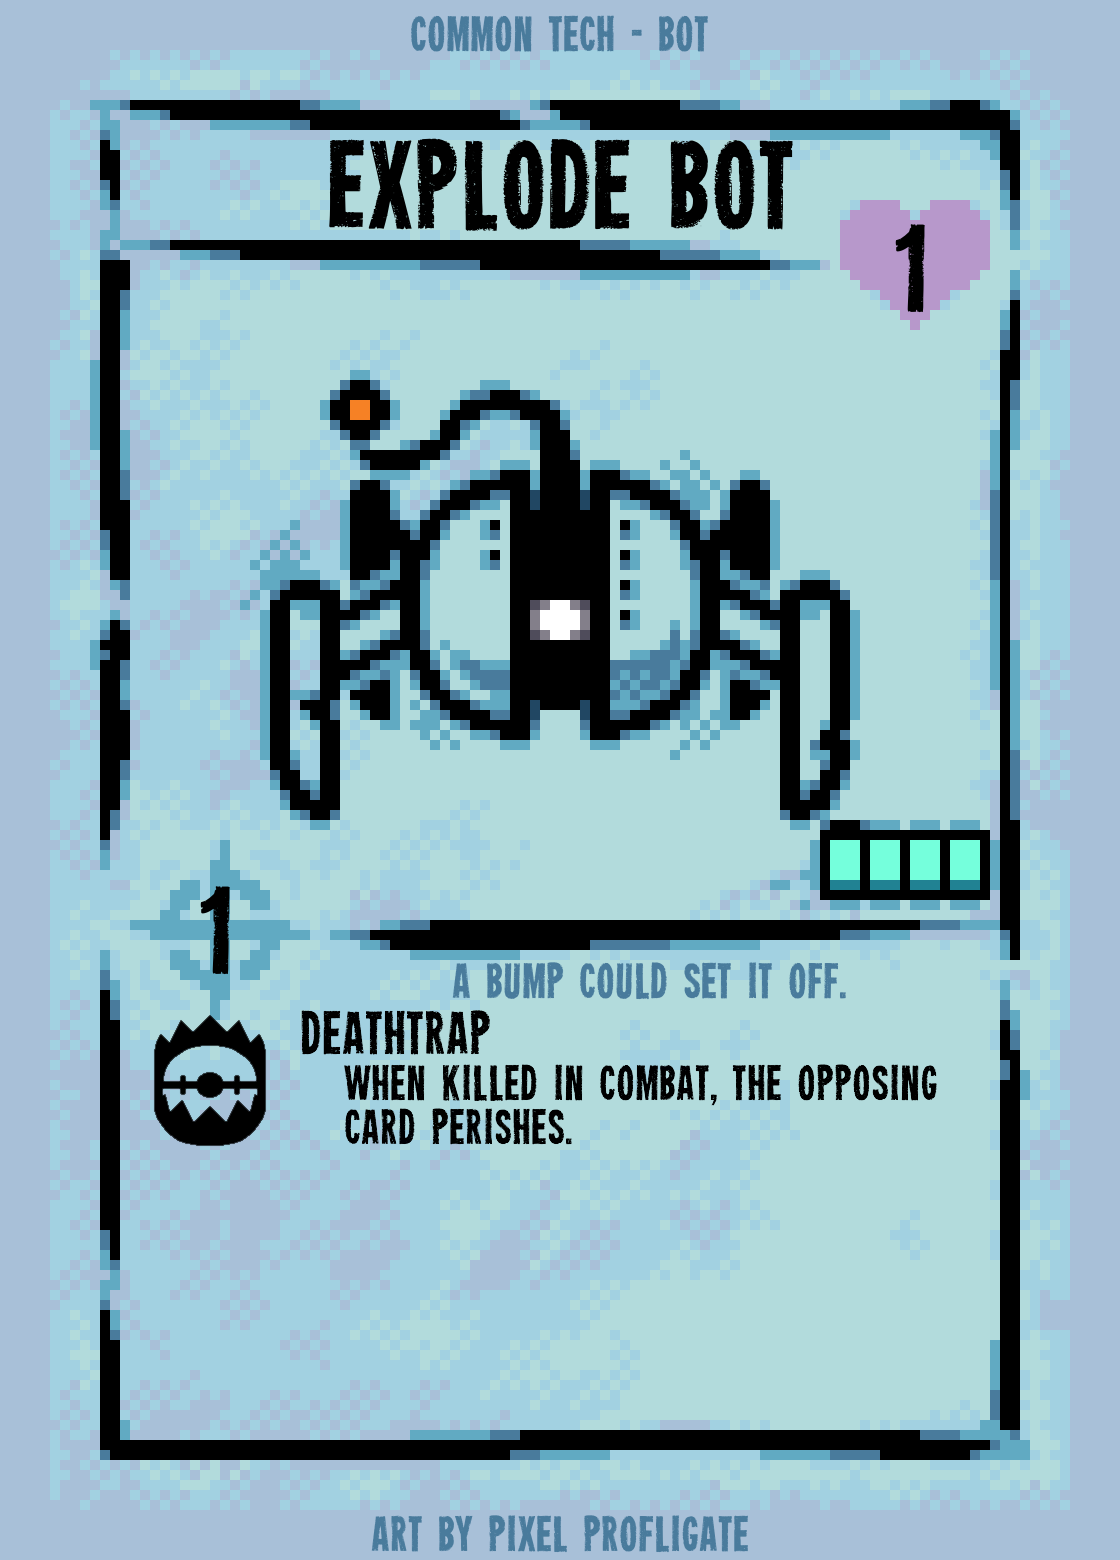 COMMON TECH - BOT
EXPLODE BOT
1
1
A BUMP COULD SET IT OFF.
DEATHTRAP
WHEN KILLED IN COMBAT, THE OPPOSING
CARD PERISHES.
ART BY PIXEL PROFLIGATE